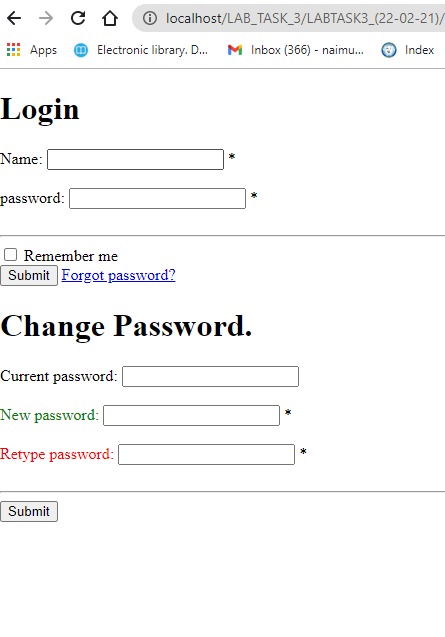 localhost/LAB_TASK_3/LABTASK3_(22-02-21)/
Apps Electronic library. D... Inbox (366) - naimu... Index
Login
Name: *
password: *
Remember me
Submit Forgot password?
Change Password.
Current password:
New password: *
Retype password: *
Submit